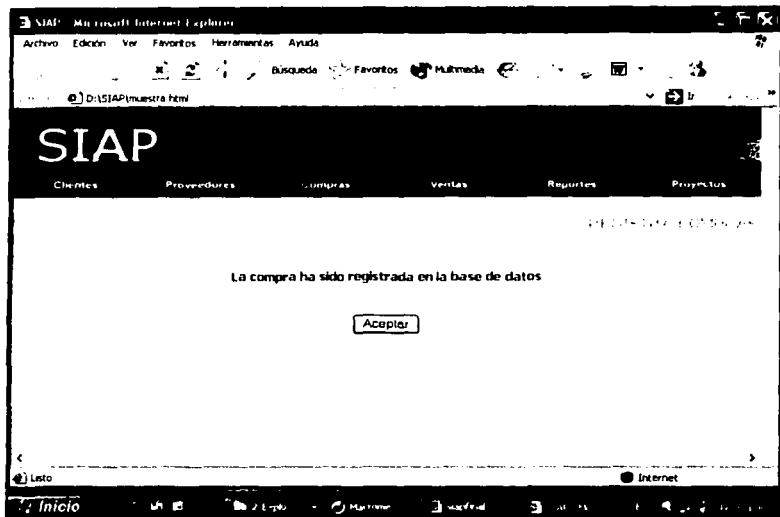 SIAP - Microsoft Internet Explorer
Archivo Edición Ver Favoritos Herramientas Ayuda
Búsqueda Favoritos Multimedia
D:\SIAP\muestra html Ir
SIAP
Clientes Proveedores Compras Ventas Reportes Proyectos
La compra ha sido registrada en la base de datos
Aceptar
Listo Internet
Inicio